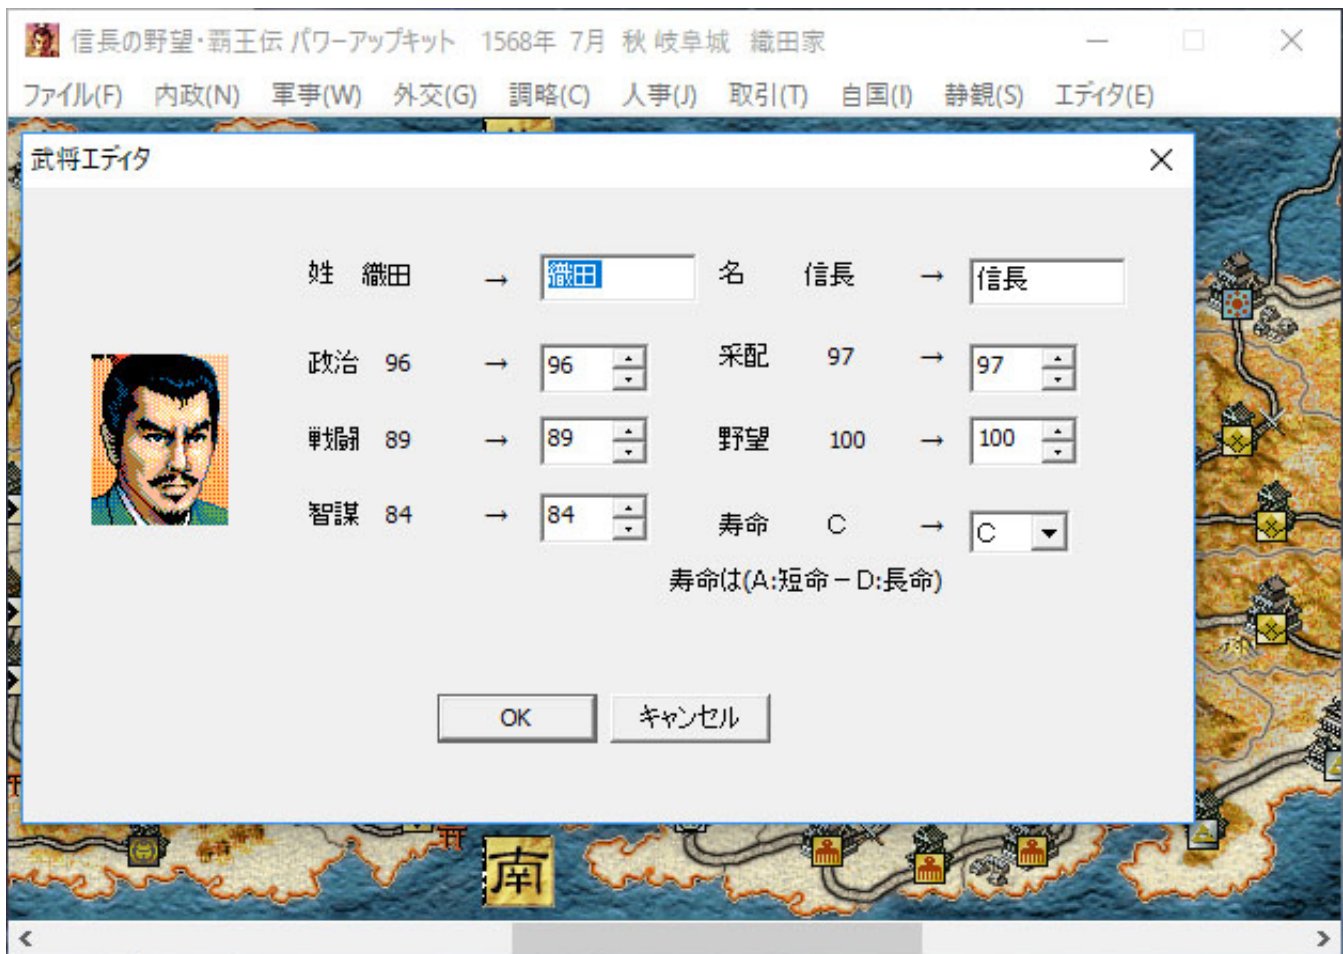 信長の野望・覇王伝 パワーアップキット 1568年 7月 秋 岐阜城 織田家
ファイル(F) 内政(N) 軍事(W) 外交(G) 調略(C) 人事(J) 取引(T) 自国(I) 静観(S) エディタ(E)
武将エディタ
姓 織田 → 織田 名 信長 → 信長
政治 96 → 96 采配 97 → 97
戦闘 89 → 89 野望 100 → 100
智謀 84 → 84 寿命 C → C
寿命は(A:短命－D:長命)
OK キャンセル
南